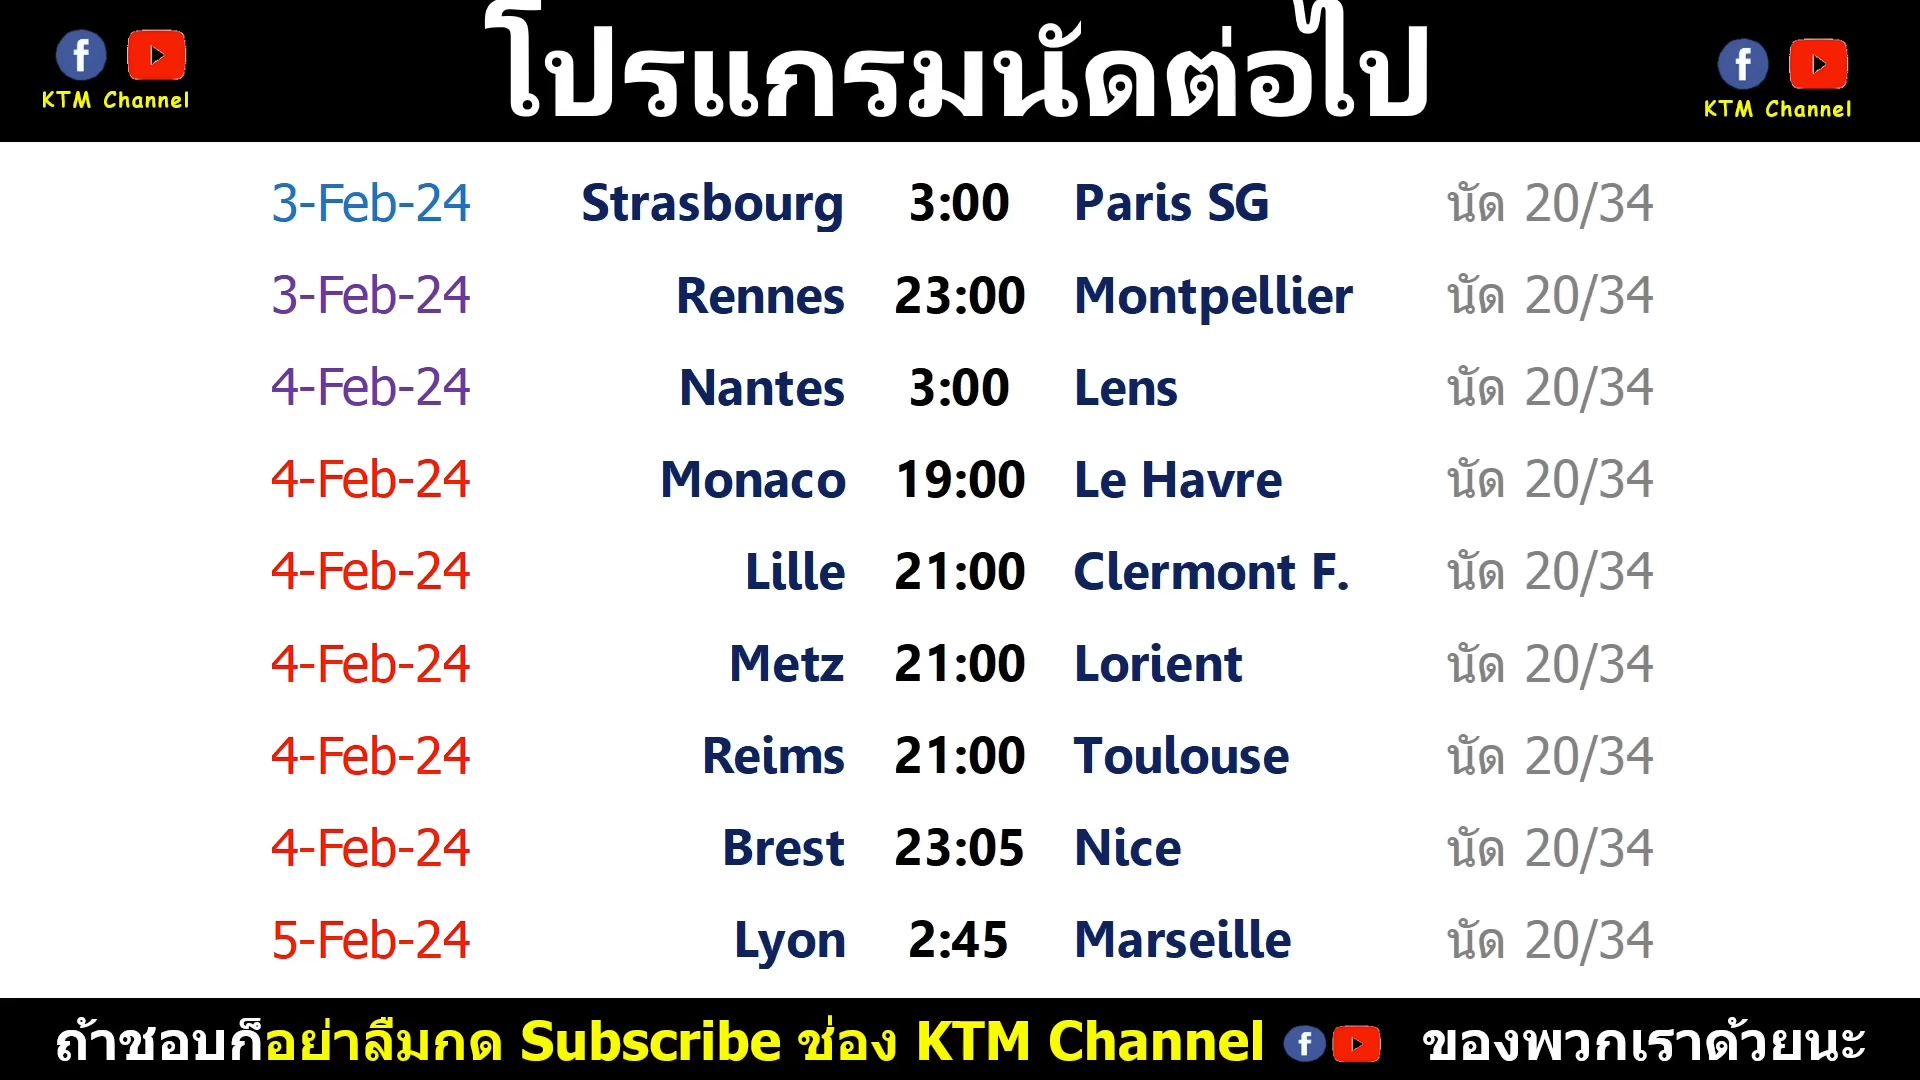 โปรแกรมนัดต่อไป
KTM Channel
KTM Channel
3-Feb-24 Strasbourg 3:00 Paris SG นัด 20/34
3-Feb-24 Rennes 23:00 Montpellier นัด 20/34
4-Feb-24 Nantes 3:00 Lens นัด 20/34
4-Feb-24 Monaco 19:00 Le Havre นัด 20/34
4-Feb-24 Lille 21:00 Clermont F. นัด 20/34
4-Feb-24 Metz 21:00 Lorient นัด 20/34
4-Feb-24 Reims 21:00 Toulouse นัด 20/34
4-Feb-24 Brest 23:05 Nice นัด 20/34
5-Feb-24 Lyon 2:45 Marseille นัด 20/34
ถ้าชอบก็อย่าลืมกด Subscribe ช่อง KTM Channel ของพวกเราด้วยนะ